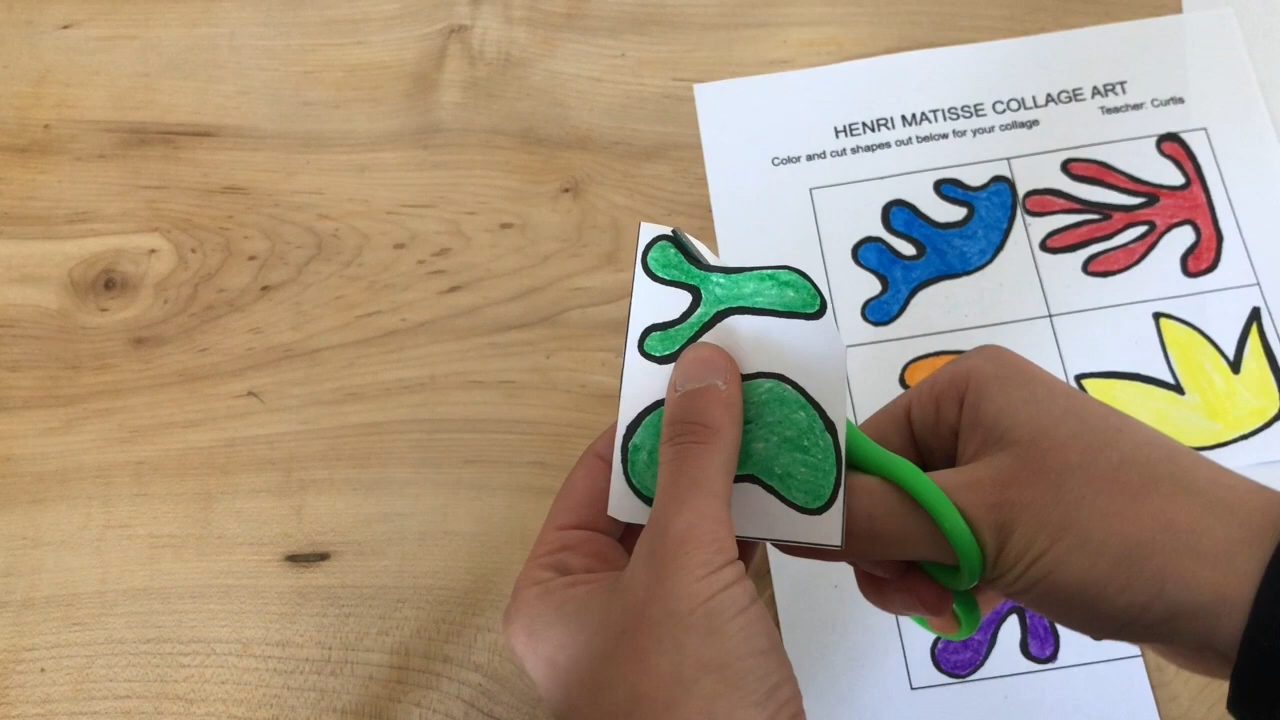 HENRI MATISSE COLLAGE ART
Teacher: Curtis
Color and cut shapes out below for your collage